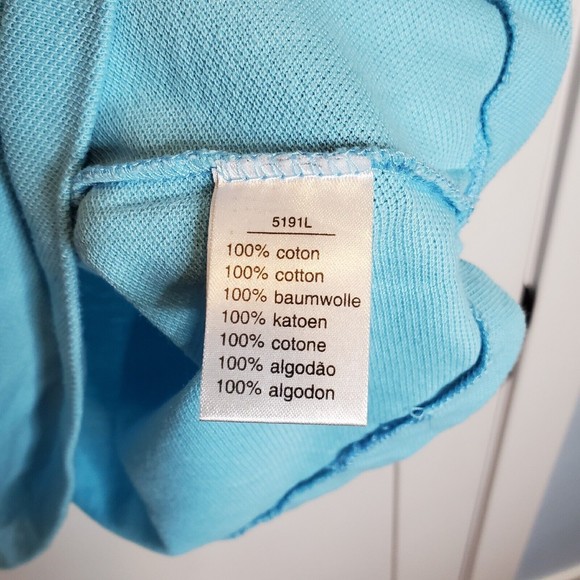 5191L
100% coton
100% cotton
100% baumwolle
100% katoen
100% cotone
100% algodão
100% algodon